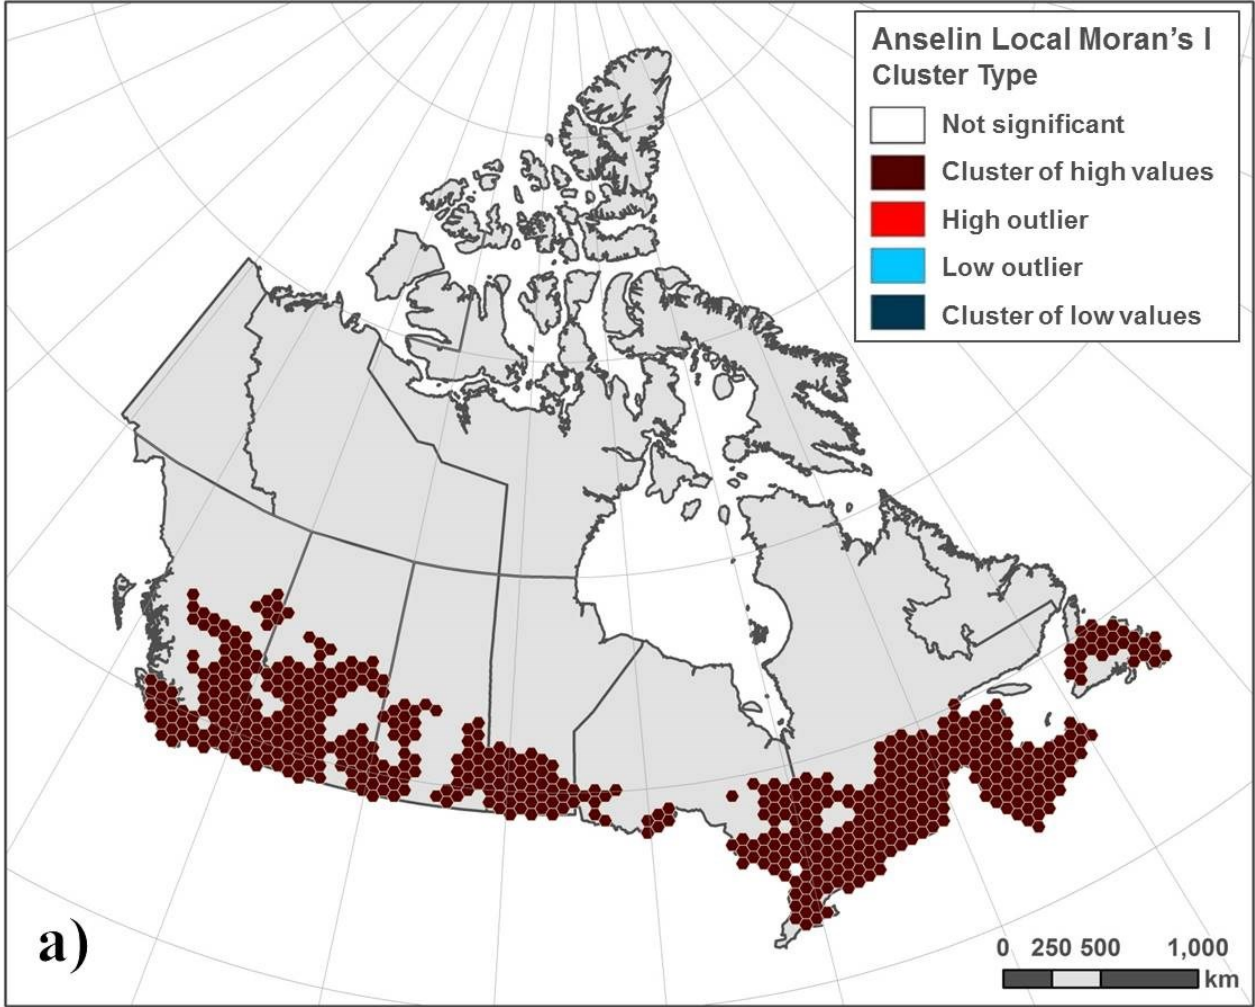 Anselin Local Moran's I
Cluster Type
Not significant
Cluster of high values
High outlier
Low outlier
Cluster of low values
a)
0 250 500 1,000
km